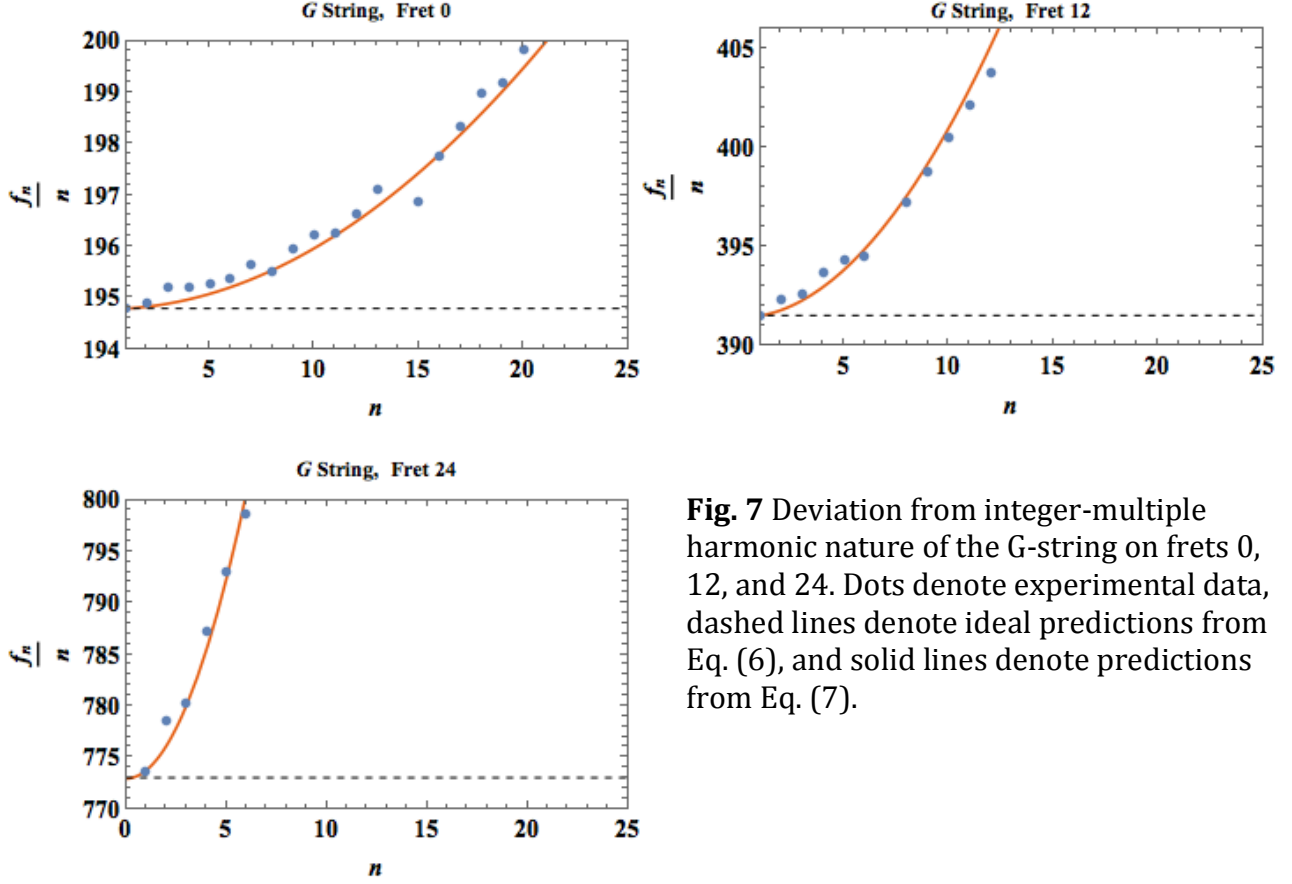 G String, Fret 0
200
199
198
197
196
195
194
fn
n
5
10
15
20
25
n
G String, Fret 12
405
400
395
390
fn
n
5
10
15
20
25
n
G String, Fret 24
800
795
790
785
780
775
770
fn
n
0
5
10
15
20
25
n
Fig. 7 Deviation from integer-multiple
harmonic nature of the G-string on frets 0,
12, and 24. Dots denote experimental data,
dashed lines denote ideal predictions from
Eq. (6), and solid lines denote predictions
from Eq. (7).